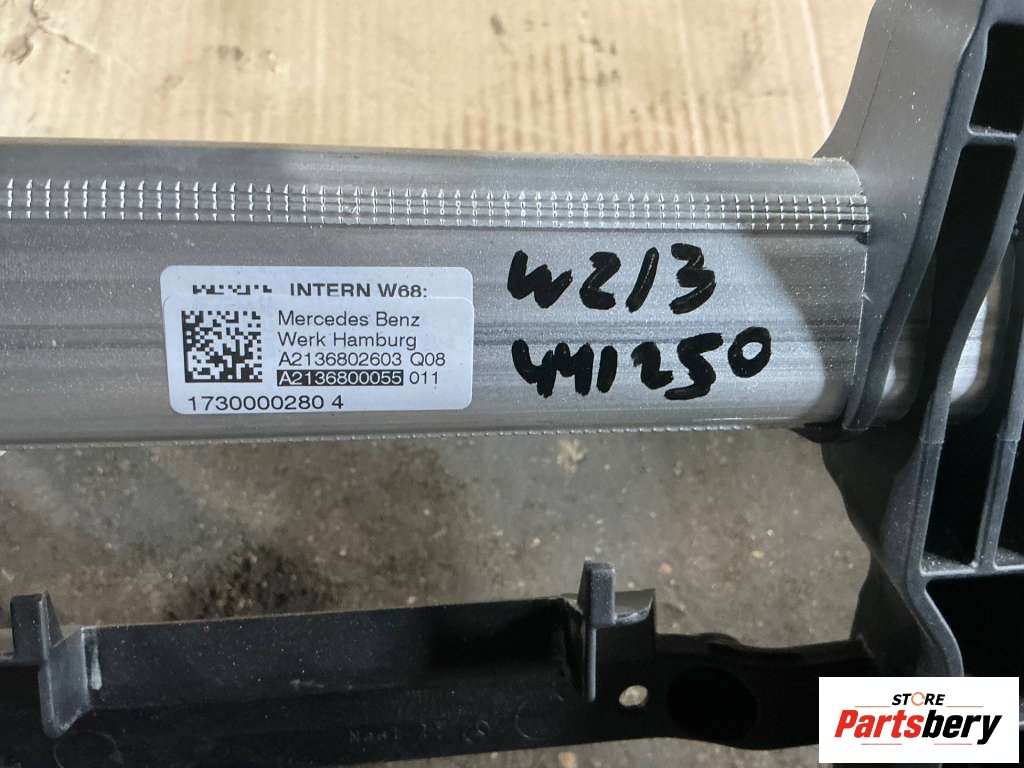 INTERN W68:
Mercedes Benz
Werk Hamburg
A2136802603 Q08
A2136800055 011
1730000280 4
W213
441250
STORE
Partsbery